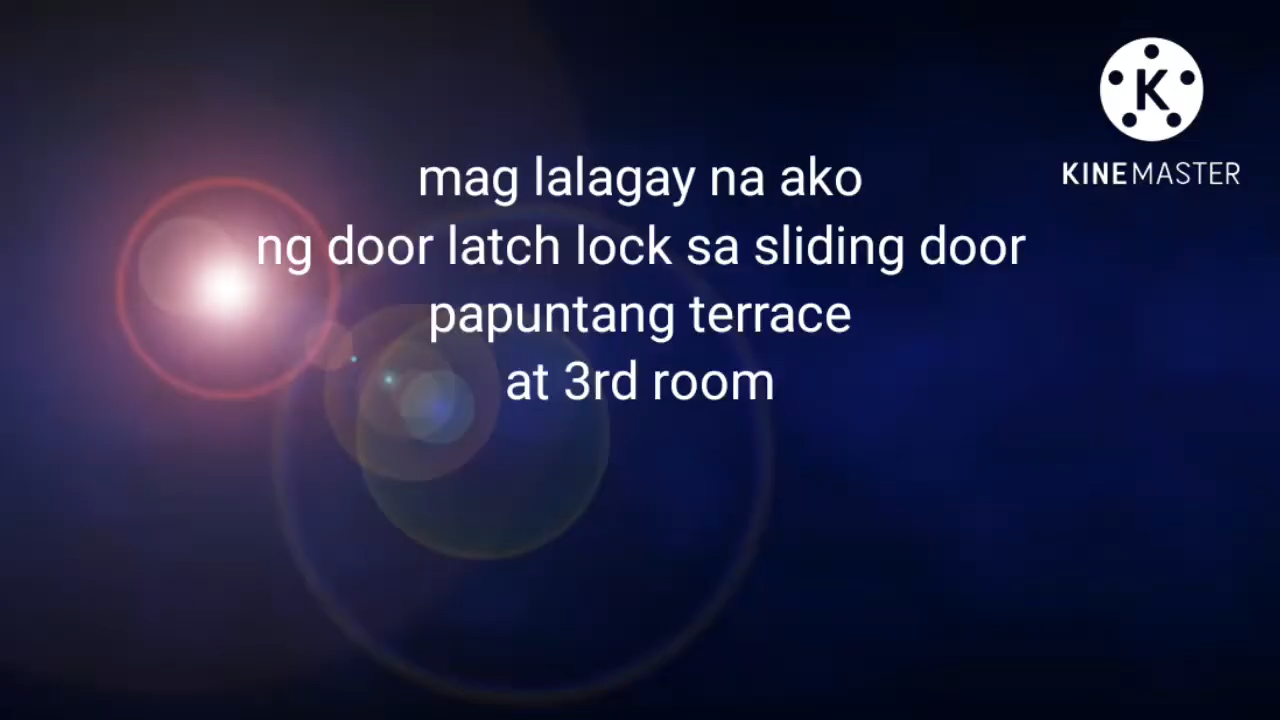 KINEMASTER
mag lalagay na ako
ng door latch lock sa sliding door
papuntang terrace
at 3rd room